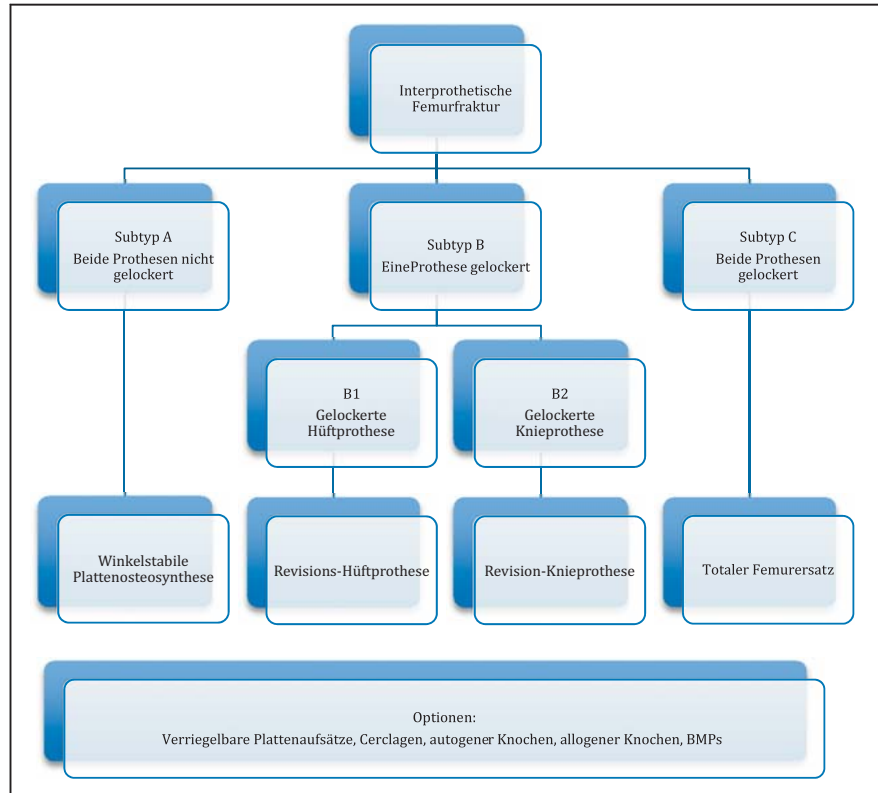 Interprothetische
Femurfraktur
Subtyp A
Beide Prothesen nicht
gelockert
Subtyp B
EineProthese gelockert
Subtyp C
Beide Prothesen
gelockert
B1
Gelockerte
Hüftprothese
B2
Gelockerte
Knieprothese
Winkelstabile
Plattenosteosynthese
Revisions-Hüftprothese
Revision-Knieprothese
Totaler Femurersatz
Optionen:
Verriegelbare Plattenaufsätze, Cerclagen, autogener Knochen, allogener Knochen, BMPs